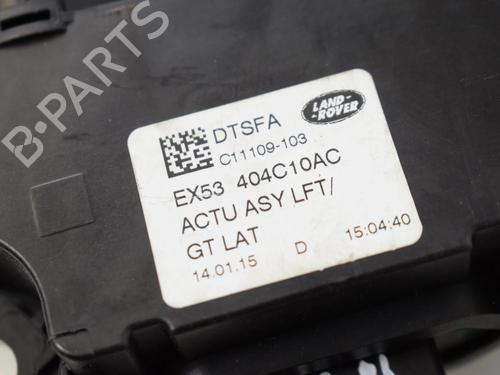 DTSFA
LAND-
ROVER
C11109-103
EX53 404C10AC
ACTU ASY LFT/
GT LAT
14.01.15 D 15:04:40
B-PARTS